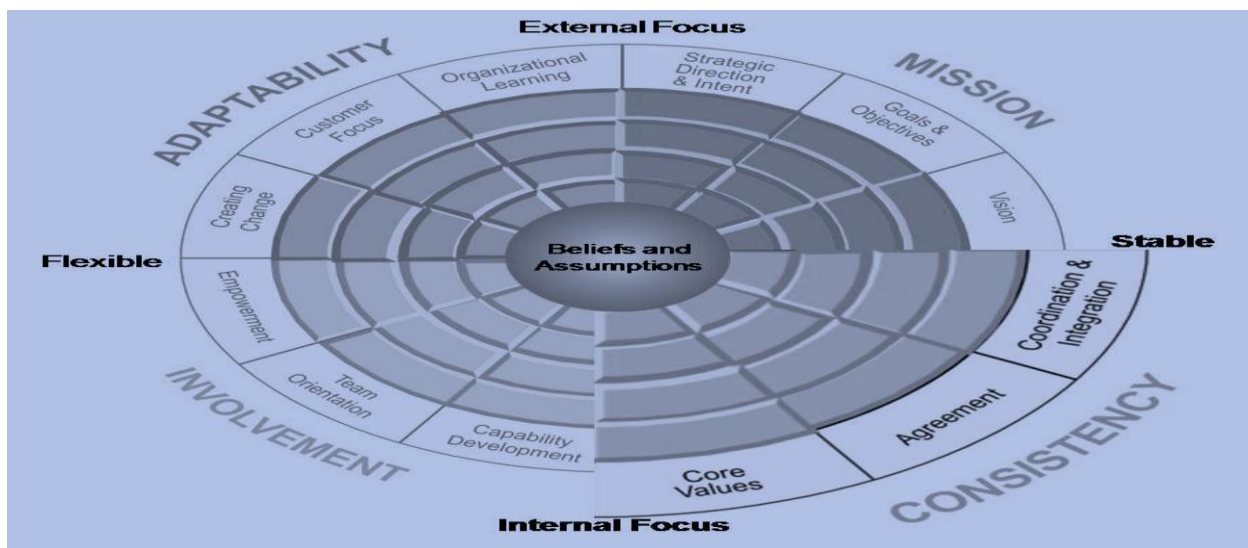 External Focus
ADAPTABILITY
MISSION
Organizational
Learning
Strategic
Direction
& Intent
Customer
Focus
Goals &
Objectives
Creating
Change
Vision
Flexible
Beliefs and
Assumptions
Stable
Empowerment
Coordination &
Integration
Team
Orientation
Agreement
INVOLVEMENT
Capability
Development
Core
Values
CONSISTENCY
Internal Focus